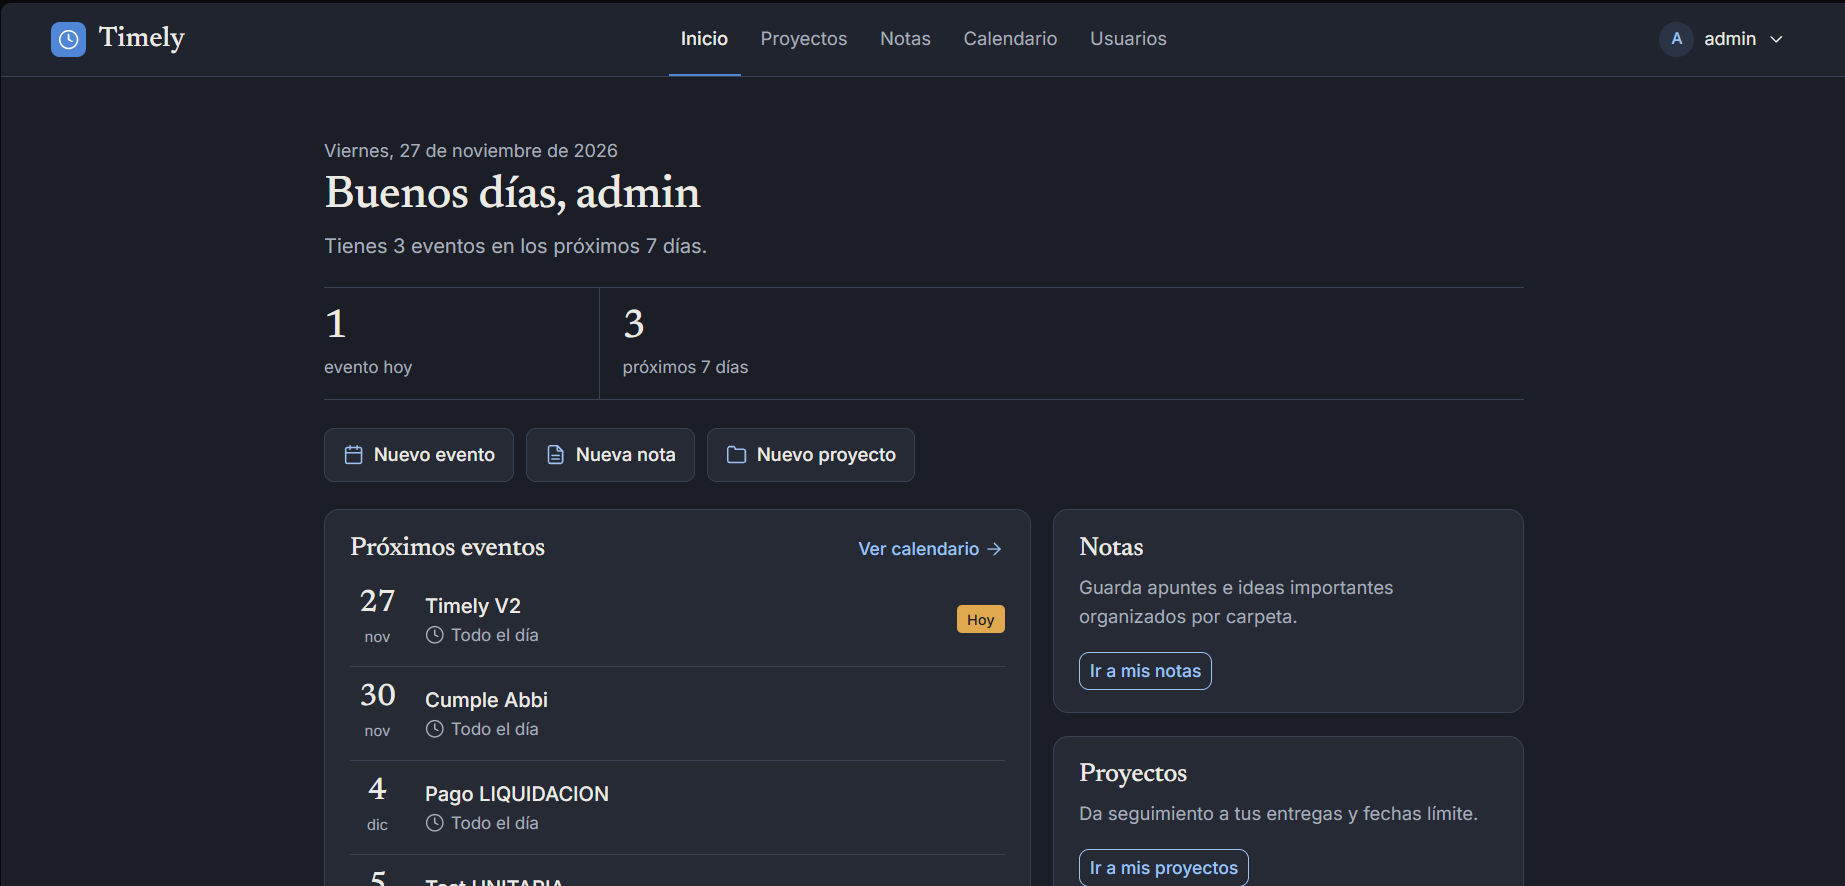 Timely
Inicio
Proyectos
Notas
Calendario
Usuarios
A
admin
Viernes, 27 de noviembre de 2026
Buenos días, admin
Tienes 3 eventos en los próximos 7 días.
1
evento hoy
3
próximos 7 días
Nuevo evento
Nueva nota
Nuevo proyecto
Próximos eventos
Ver calendario →
27
nov
Timely V2
Todo el día
Hoy
30
nov
Cumple Abbi
Todo el día
4
dic
Pago LIQUIDACION
Todo el día
5
Test UNITARIA
Notas
Guarda apuntes e ideas importantes
organizados por carpeta.
Ir a mis notas
Proyectos
Da seguimiento a tus entregas y fechas límite.
Ir a mis proyectos